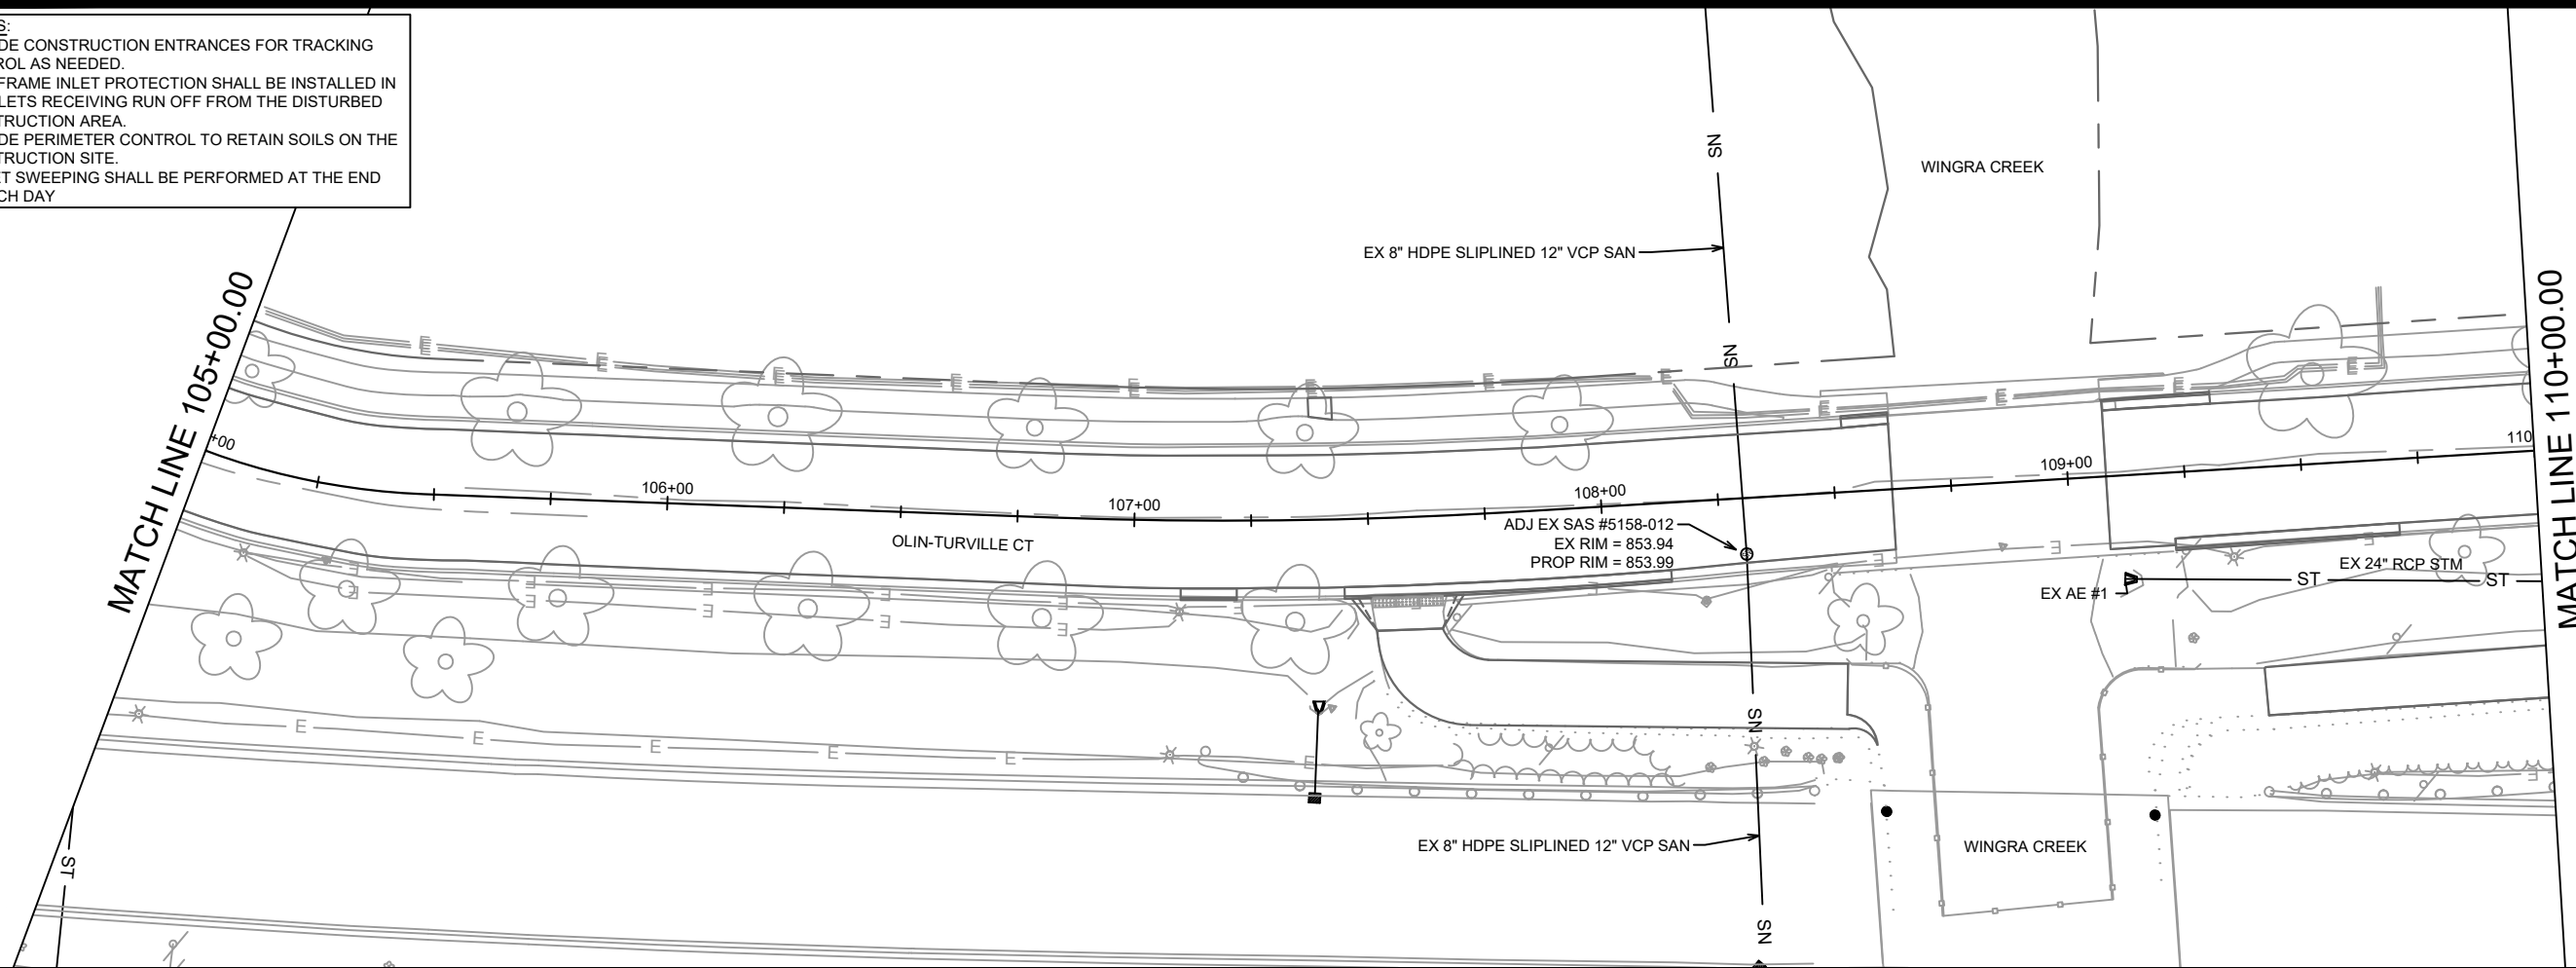 S:
DE CONSTRUCTION ENTRANCES FOR TRACKING
ROL AS NEEDED.
FRAME INLET PROTECTION SHALL BE INSTALLED IN
LETS RECEIVING RUN OFF FROM THE DISTURBED
TRUCTION AREA.
DE PERIMETER CONTROL TO RETAIN SOILS ON THE
TRUCTION SITE.
ET SWEEPING SHALL BE PERFORMED AT THE END
CH DAY
SN
WINGRA CREEK
EX 8" HDPE SLIPLINED 12" VCP SAN
MATCH LINE 105+00.00
MATCH LINE 110+00.00
E E E E E E E E E E E E
SN
+00
106+00
107+00
108+00
109+00
110
OLIN-TURVILLE CT
ADJ EX SAS #5158-012
EX RIM = 853.94
PROP RIM = 853.99
E E E E E E E E E E E E E E
EX 24" RCP STM
ST
ST
EX AE #1
SN
E E E E E E E
EX 8" HDPE SLIPLINED 12" VCP SAN
WINGRA CREEK
ST
SN